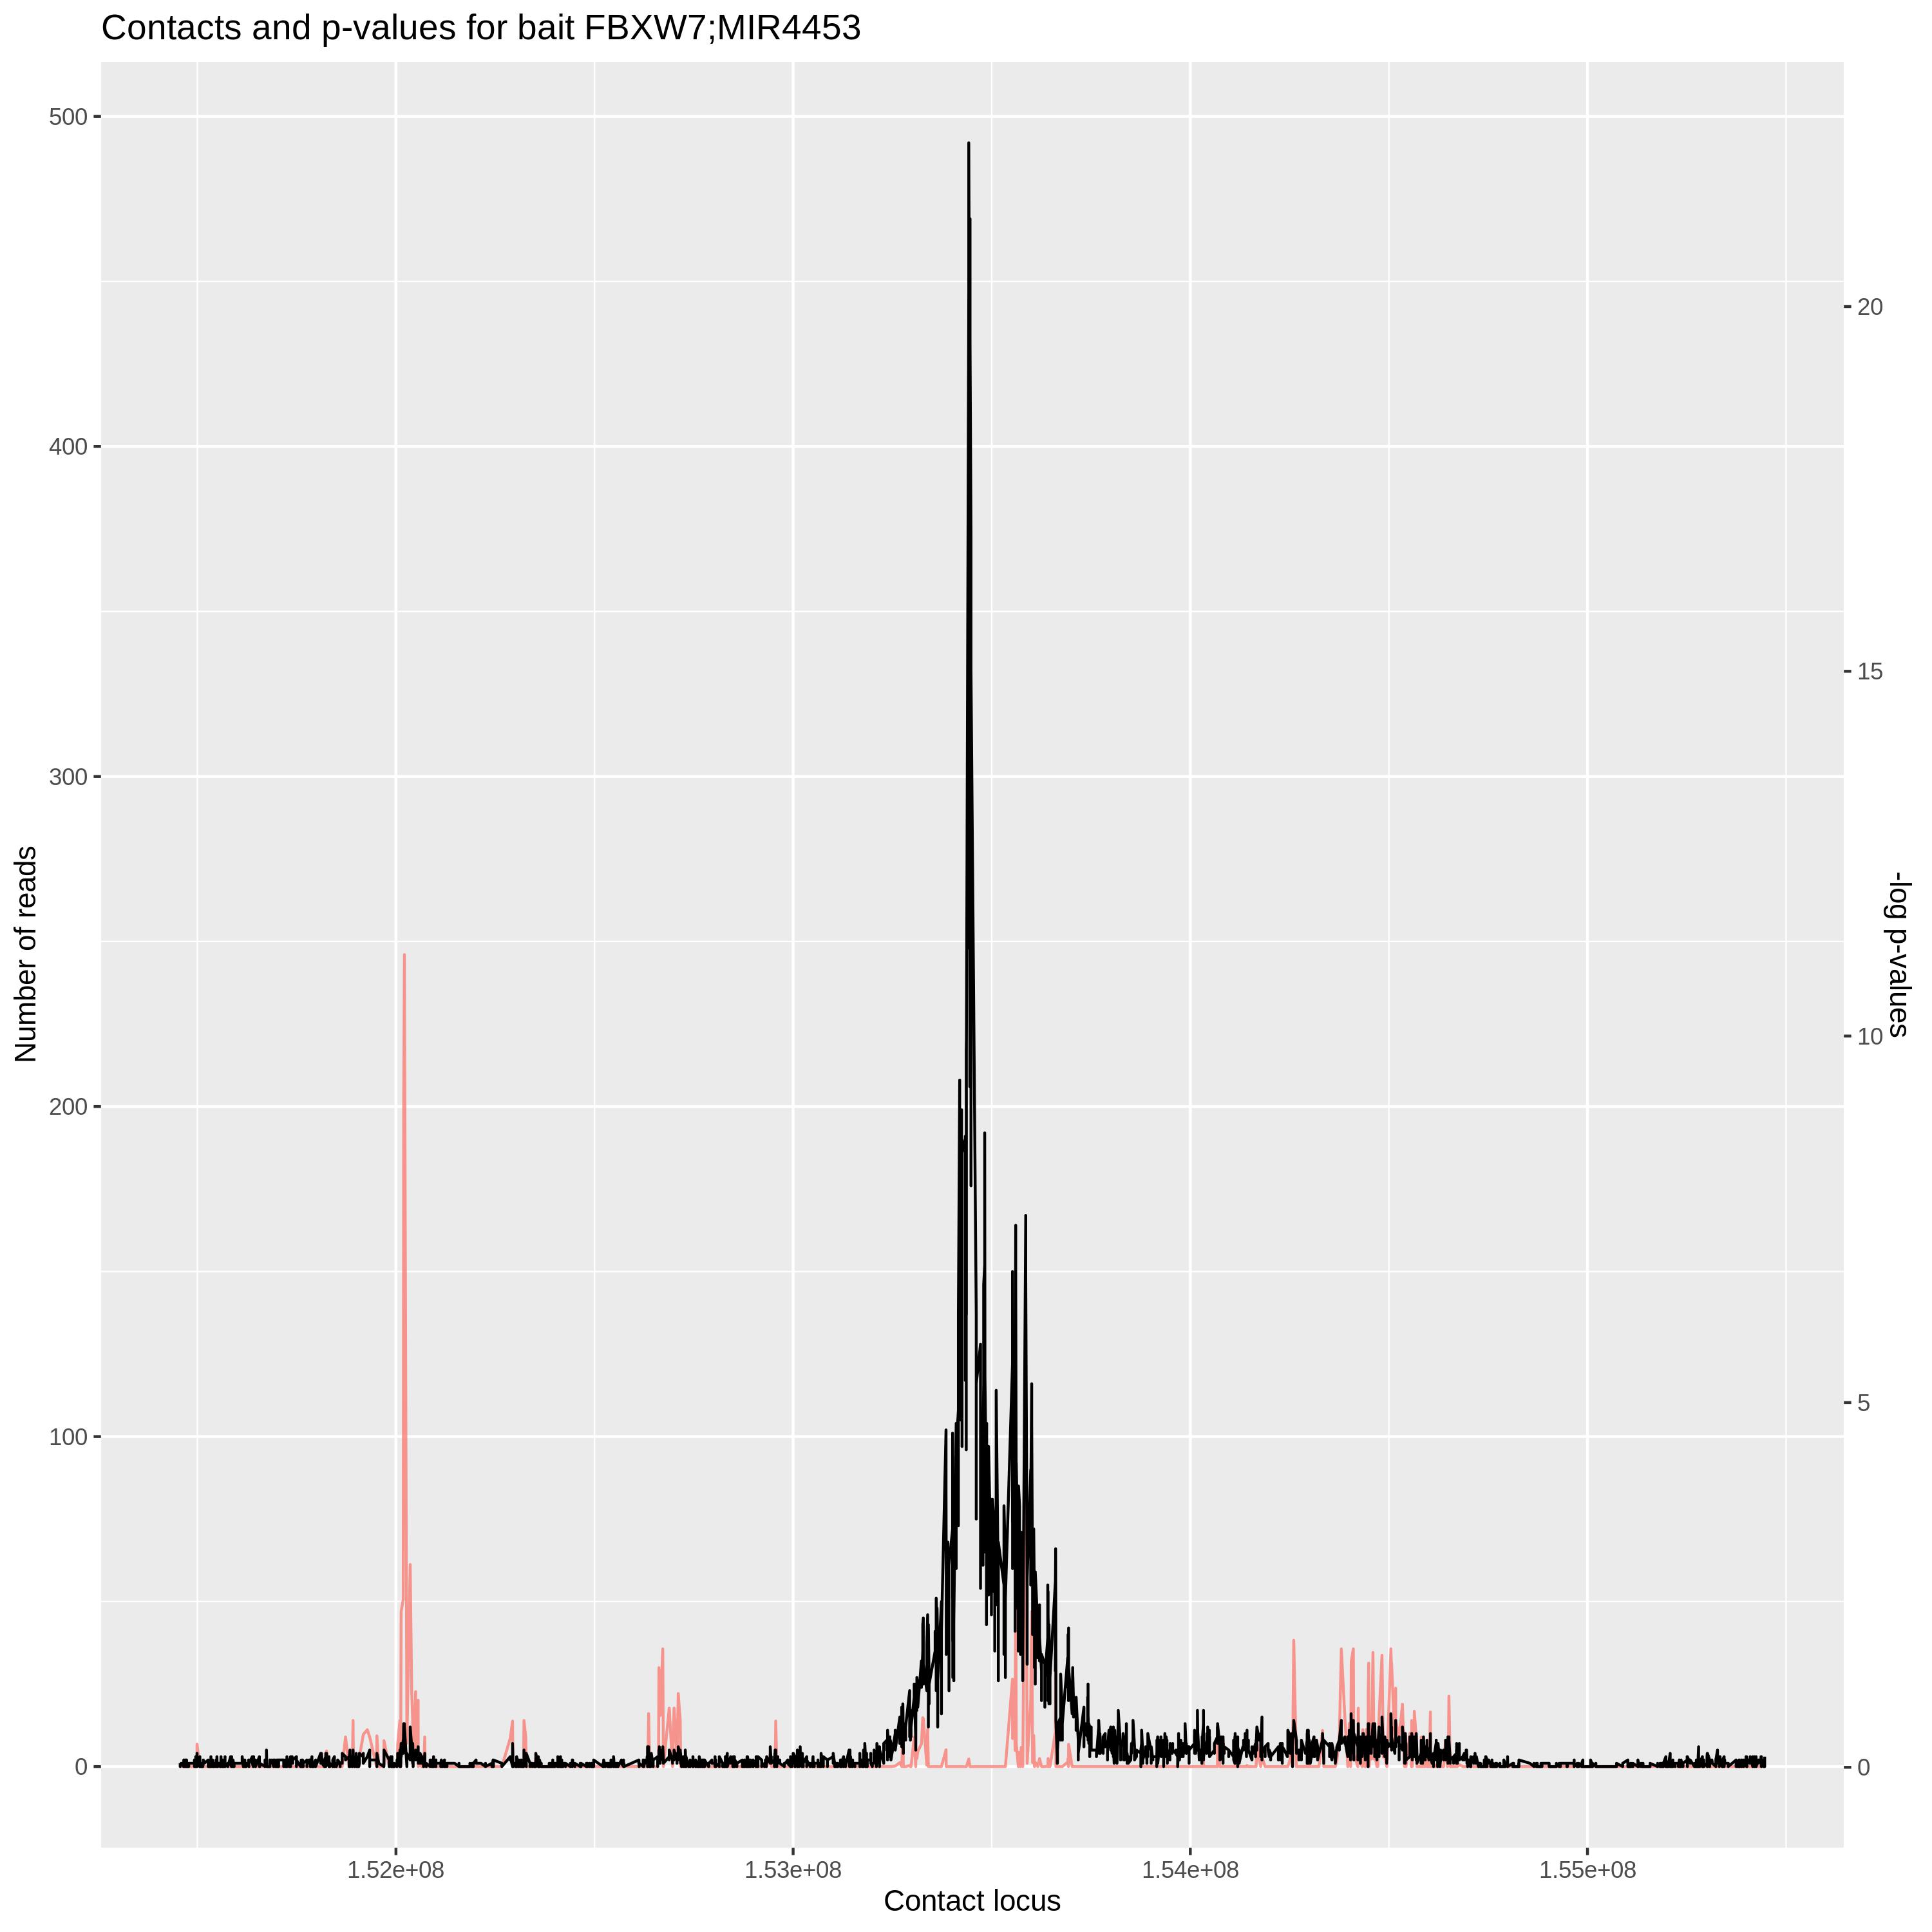 Contacts and p-values for bait FBXW7;MIR4453
500
400
300
200
100
0
Number of reads
20
15
10
5
0
-log p-values
1.52e+08
1.53e+08
1.54e+08
1.55e+08
Contact locus